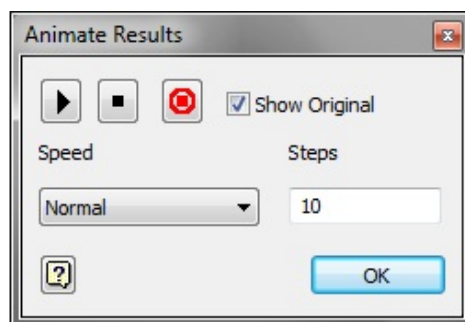 Animate Results
Show Original
Speed
Steps
Normal
10
?
OK